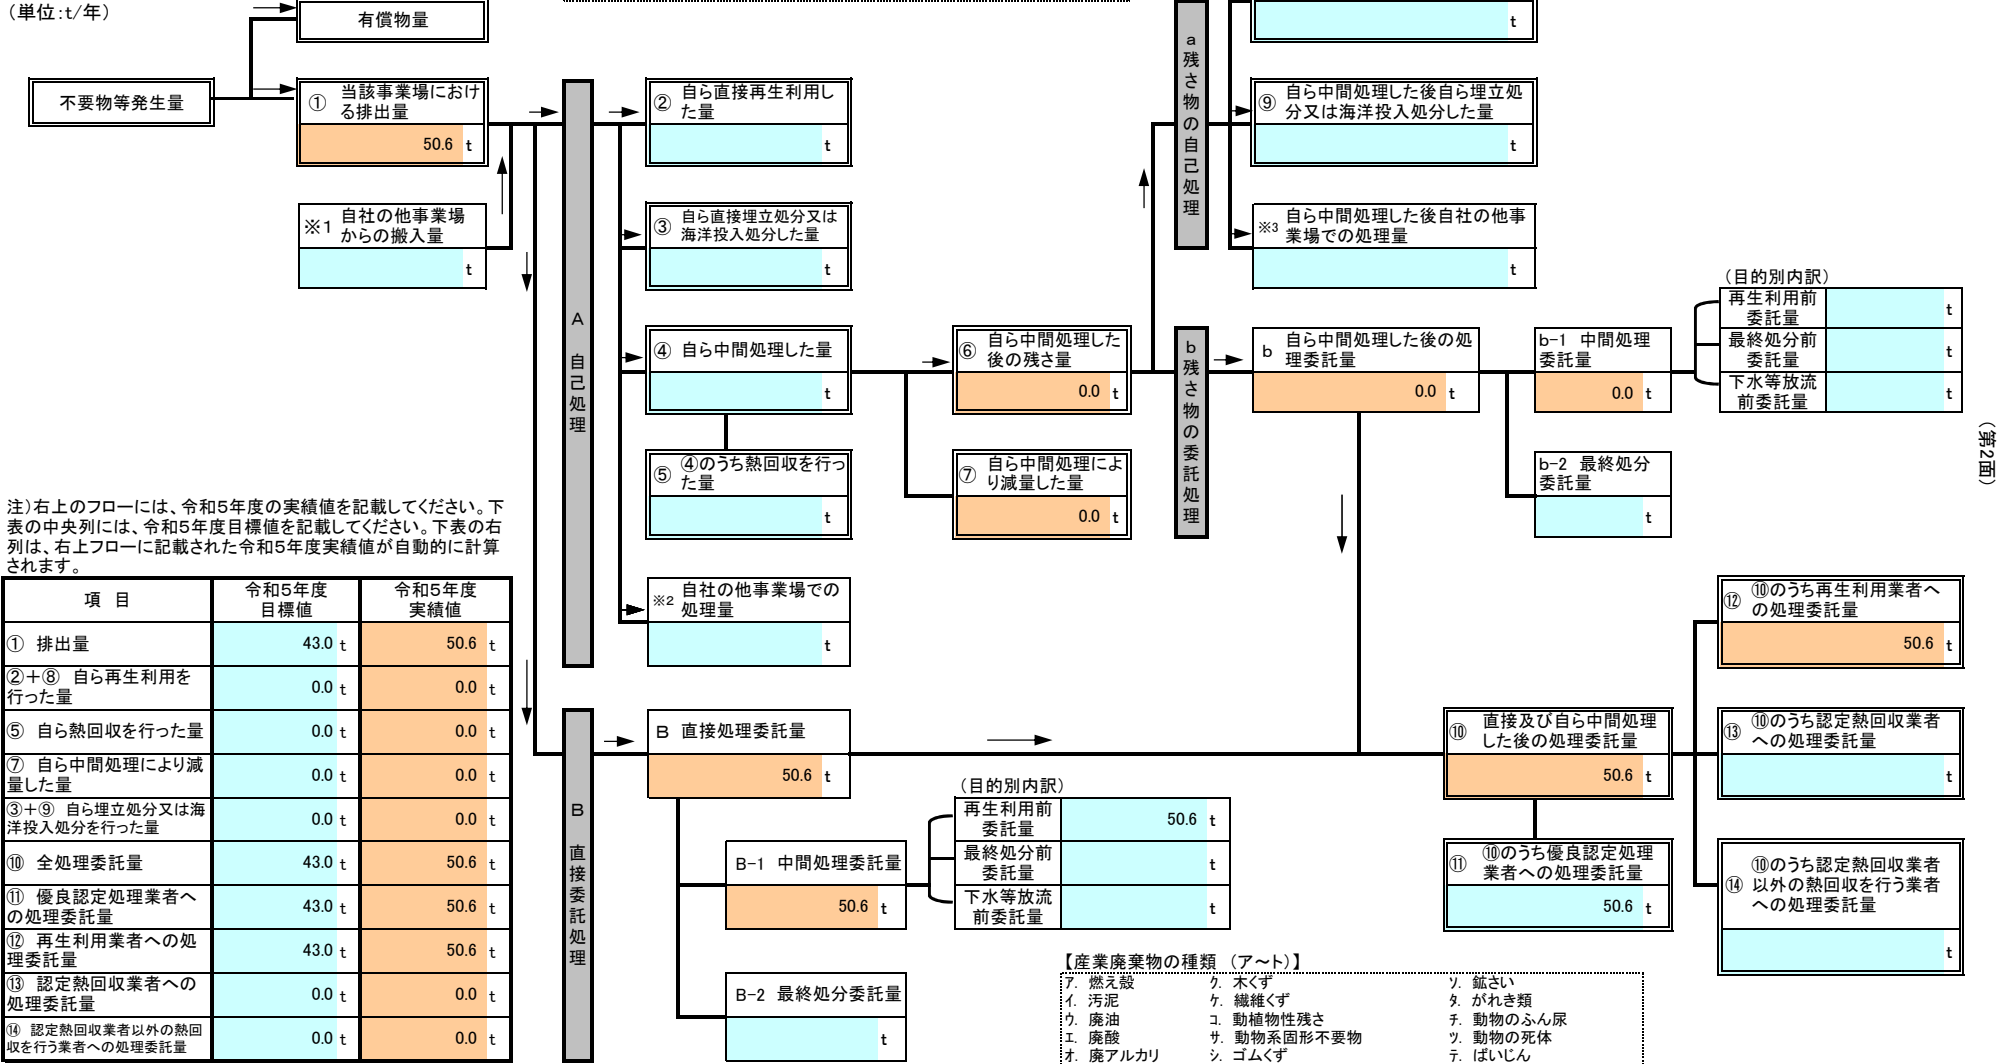 (単位:t/年)
有償物量
不要物等発生量
① 当該事業場におけ
る排出量
50.6 t
※1 自社の他事業場
からの搬入量
t
A 自己処理
② 自ら直接再生利用し
た量
t
③ 自ら直接埋立処分又は
海洋投入処分した量
t
④ 自ら中間処理した量
t
⑤ ④のうち熱回収を行っ
た量
t
※2 自社の他事業場での
処理量
t
⑥ 自ら中間処理した
後の残さ量
0.0 t
⑦ 自ら中間処理によ
り減量した量
0.0 t
a 残さ物の自己処理
t
⑨ 自ら中間処理した後自ら埋立処
分又は海洋投入処分した量
t
※3 自ら中間処理した後自社の他事
業場での処理量
t
b 残さ物の委託処理
b 自ら中間処理した後の処
理委託量
0.0 t
b-1 中間処理
委託量
0.0 t
b-2 最終処分
委託量
t
(目的別内訳)
再生利用前
委託量
t
最終処分前
委託量
t
下水等放流
前委託量
t
(第2面)
注)右上のフローには、令和5年度の実績値を記載してください。下
表の中央列には、令和5年度目標値を記載してください。下表の右
列は、右上フローに記載された令和5年度実績値が自動的に計算
されます。
項 目 令和5年度 目標値 令和5年度 実績値
① 排出量 43.0 t 50.6 t
②+⑧ 自ら再生利用を
行った量 0.0 t 0.0 t
⑤ 自ら熱回収を行った量 0.0 t 0.0 t
⑦ 自ら中間処理により減
量した量 0.0 t 0.0 t
③+⑨ 自ら埋立処分又は海
洋投入処分を行った量 0.0 t 0.0 t
⑩ 全処理委託量 43.0 t 50.6 t
⑪ 優良認定処理業者へ
の処理委託量 43.0 t 50.6 t
⑫ 再生利用業者への処
理委託量 43.0 t 50.6 t
⑬ 認定熱回収業者への
処理委託量 0.0 t 0.0 t
⑭ 認定熱回収業者以外の熱回
収を行う業者への処理委託量 0.0 t 0.0 t
B 直接委託処理
B 直接処理委託量
50.6 t
B-1 中間処理委託量
50.6 t
B-2 最終処分委託量
t
(目的別内訳)
再生利用前
委託量
50.6 t
最終処分前
委託量
t
下水等放流
前委託量
t
⑩ 直接及び自ら中間処理
した後の処理委託量
50.6 t
⑪ ⑩のうち優良認定処理
業者への処理委託量
50.6 t
⑫ ⑩のうち再生利用業者へ
の処理委託量
50.6 t
⑬ ⑩のうち認定熱回収業者
への処理委託量
t
⑭ ⑩のうち認定熱回収業者
以外の熱回収を行う業者
への処理委託量
t
【産業廃棄物の種類 (ア~ト)】
ア. 燃え殻 ク. 木くず ソ. 鉱さい
イ. 汚泥 ケ. 繊維くず タ. がれき類
ウ. 廃油 コ. 動植物性残さ チ. 動物のふん尿
エ. 廃酸 サ. 動物系固形不要物 ツ. 動物の死体
オ. 廃アルカリ シ. ゴムくず テ. ばいじん